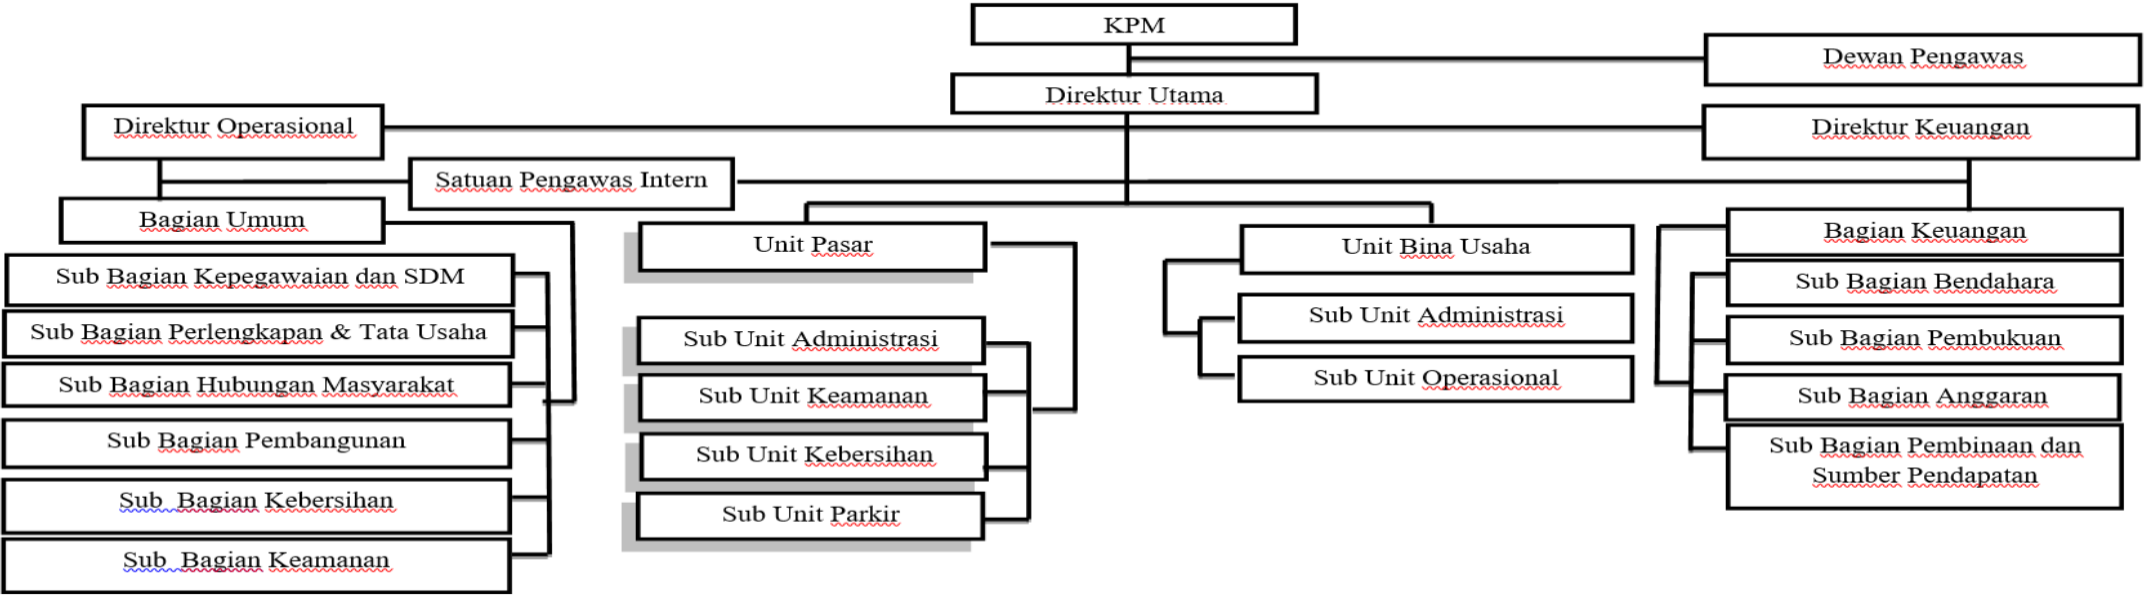 KPM
Dewan Pengawas
Direktur Utama
Direktur Operasional
Direktur Keuangan
Satuan Pengawas Intern
Bagian Umum
Sub Bagian Kepegawaian dan SDM
Sub Bagian Perlengkapan & Tata Usaha
Sub Bagian Hubungan Masyarakat
Sub Bagian Pembangunan
Sub Bagian Kebersihan
Sub Bagian Keamanan
Unit Pasar
Sub Unit Administrasi
Sub Unit Keamanan
Sub Unit Kebersihan
Sub Unit Parkir
Unit Bina Usaha
Sub Unit Administrasi
Sub Unit Operasional
Bagian Keuangan
Sub Bagian Bendahara
Sub Bagian Pembukuan
Sub Bagian Anggaran
Sub Bagian Pembinaan dan
Sumber Pendapatan